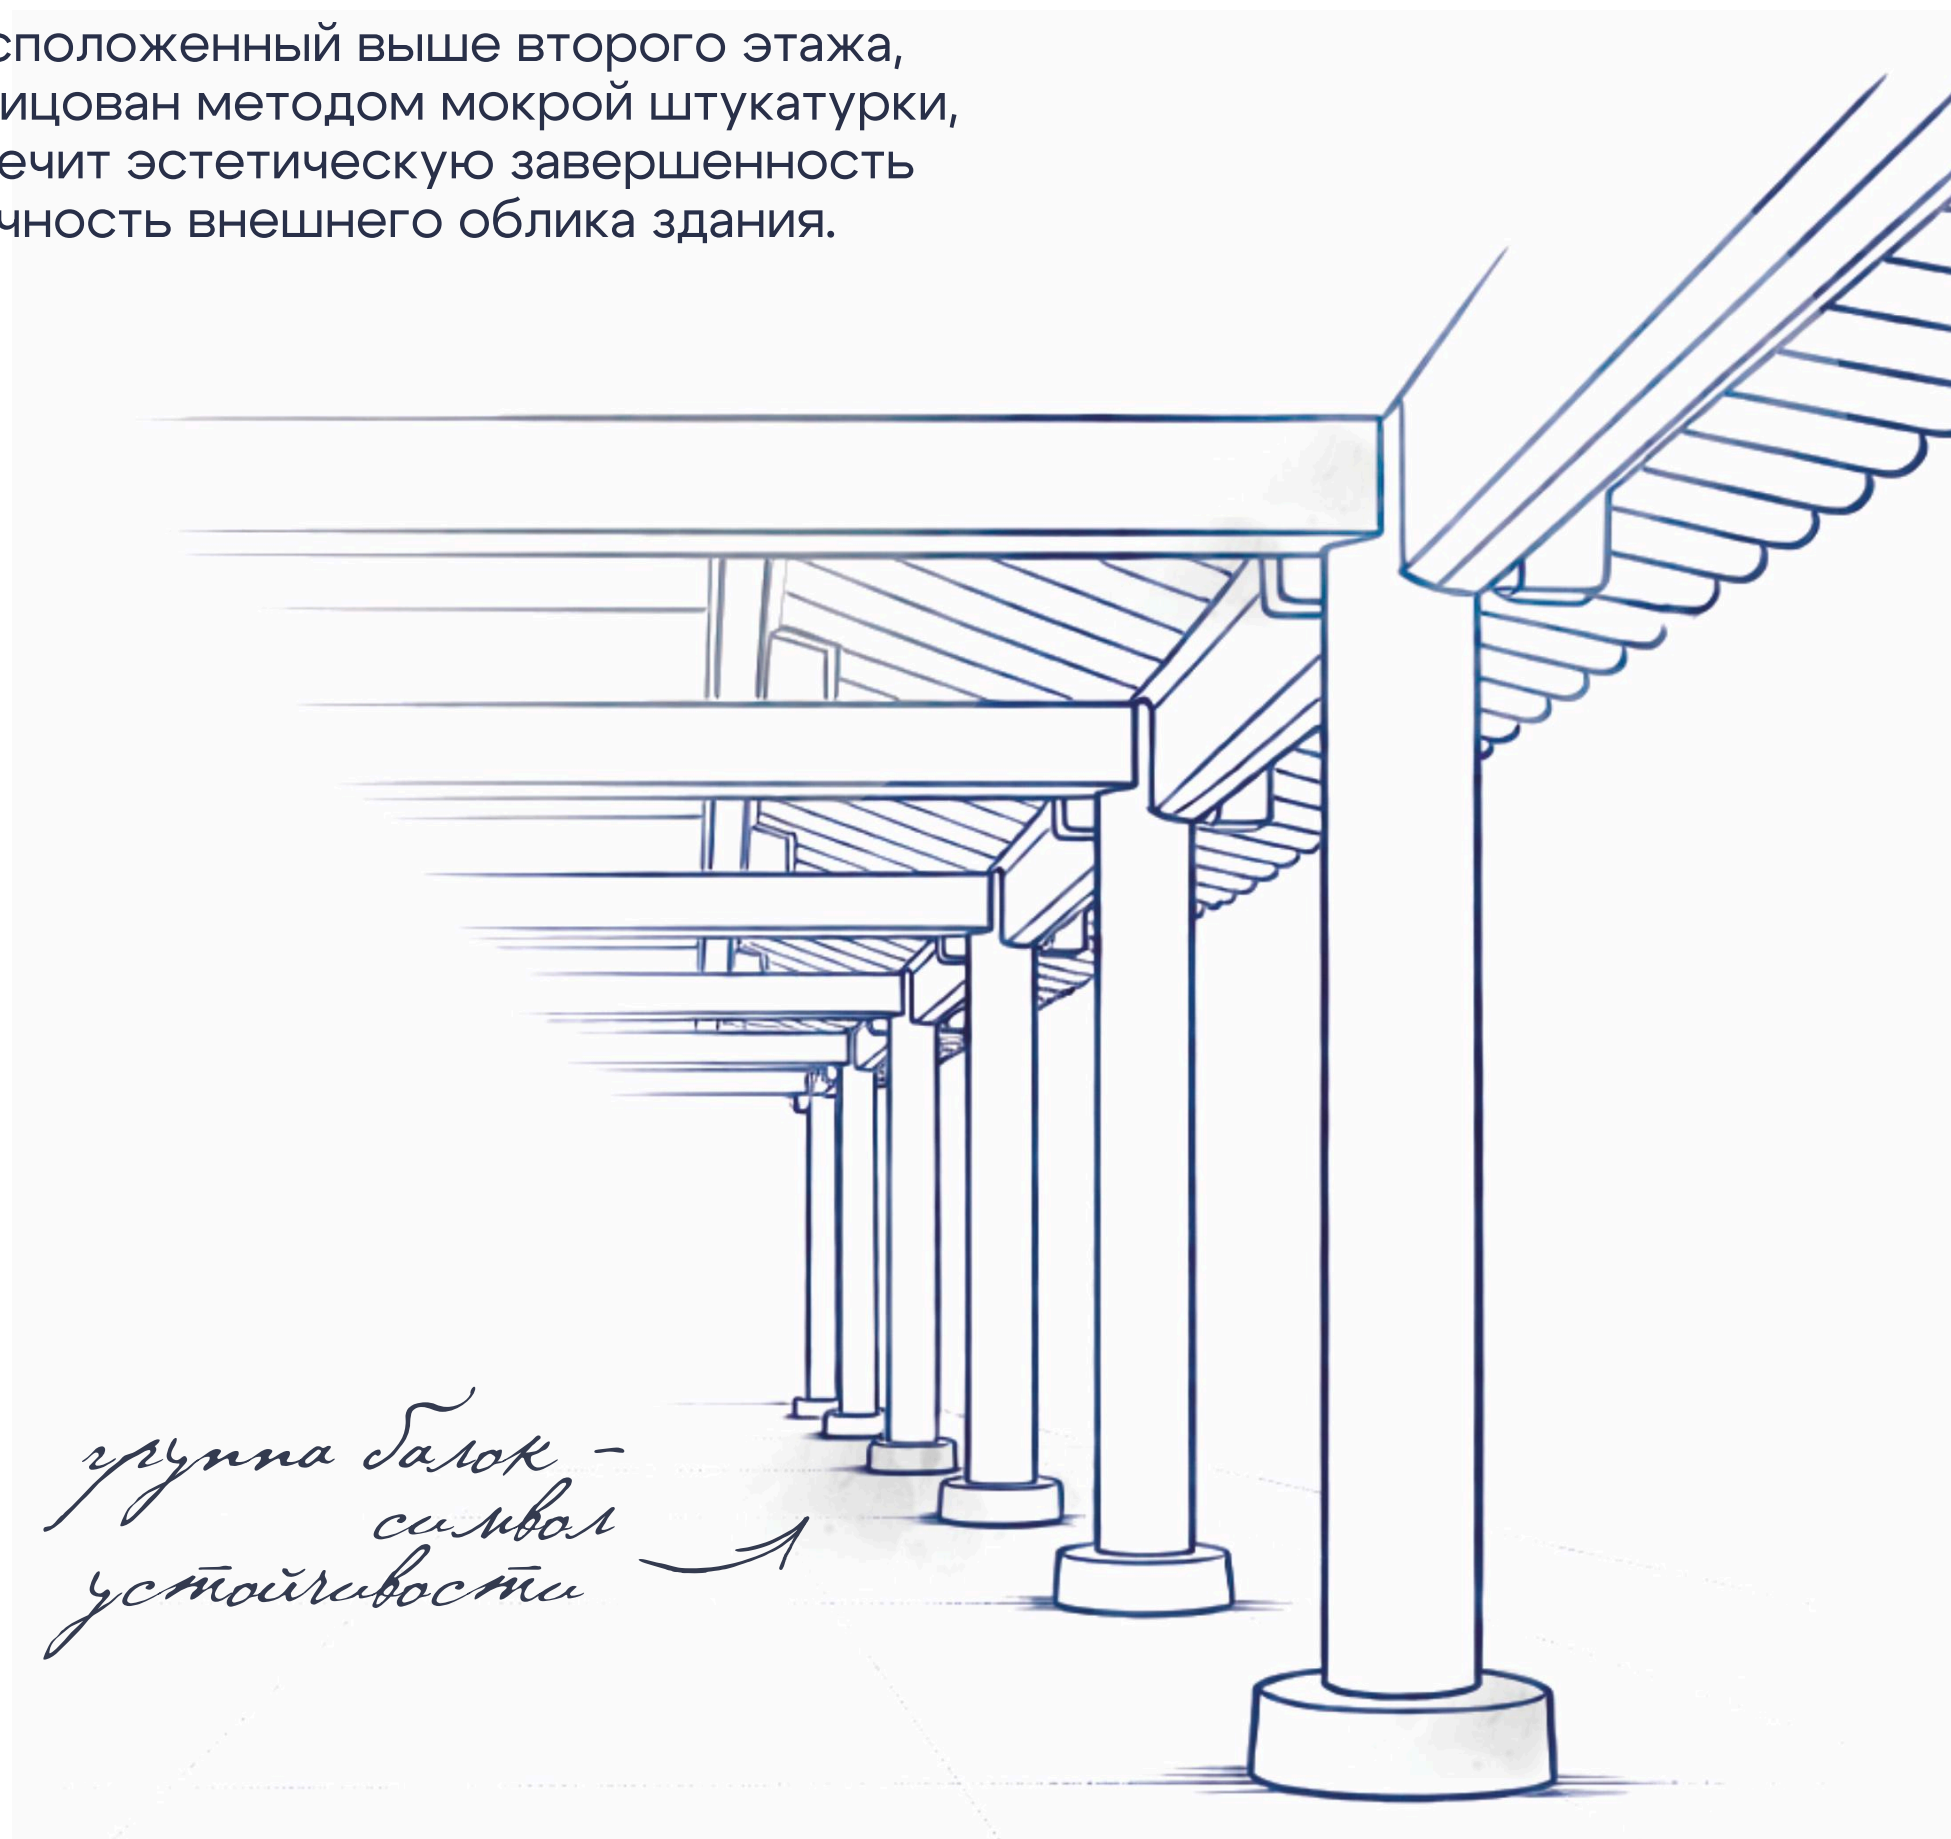 сположенный выше второго этажа,
ицован методом мокрой штукатурки,
ечит эстетическую завершенность
чность внешнего облика здания.
группа балок –
символ
устойчивости